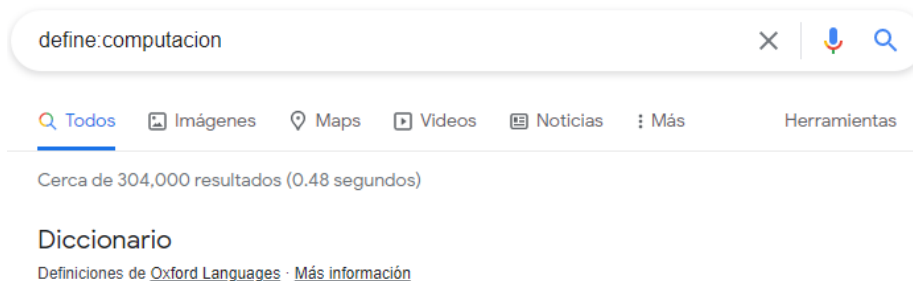 define:computacion
Todos Imágenes Maps Videos Noticias Más Herramientas
Cerca de 304,000 resultados (0.48 segundos)
Diccionario
Definiciones de Oxford Languages · Más información